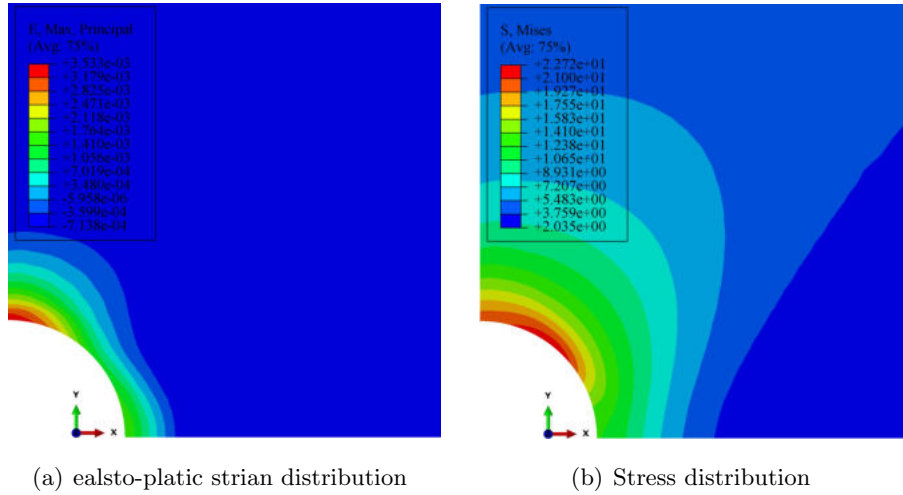 E, Max. Principal
(Avg: 75%)
+3.533e-03
+3.179e-03
+2.825e-03
+2.471e-03
+2.118e-03
+1.764e-03
+1.410e-03
+1.056e-03
+7.019e-04
+3.480e-04
-5.958e-06
-3.599e-04
-7.138e-04
Y
X
S, Mises
(Avg: 75%)
+2.272e+01
+2.100e+01
+1.927e+01
+1.755e+01
+1.583e+01
+1.410e+01
+1.238e+01
+1.065e+01
+8.931e+00
+7.207e+00
+5.483e+00
+3.759e+00
+2.035e+00
Y
X
(a) ealsto-platic strian distribution
(b) Stress distribution